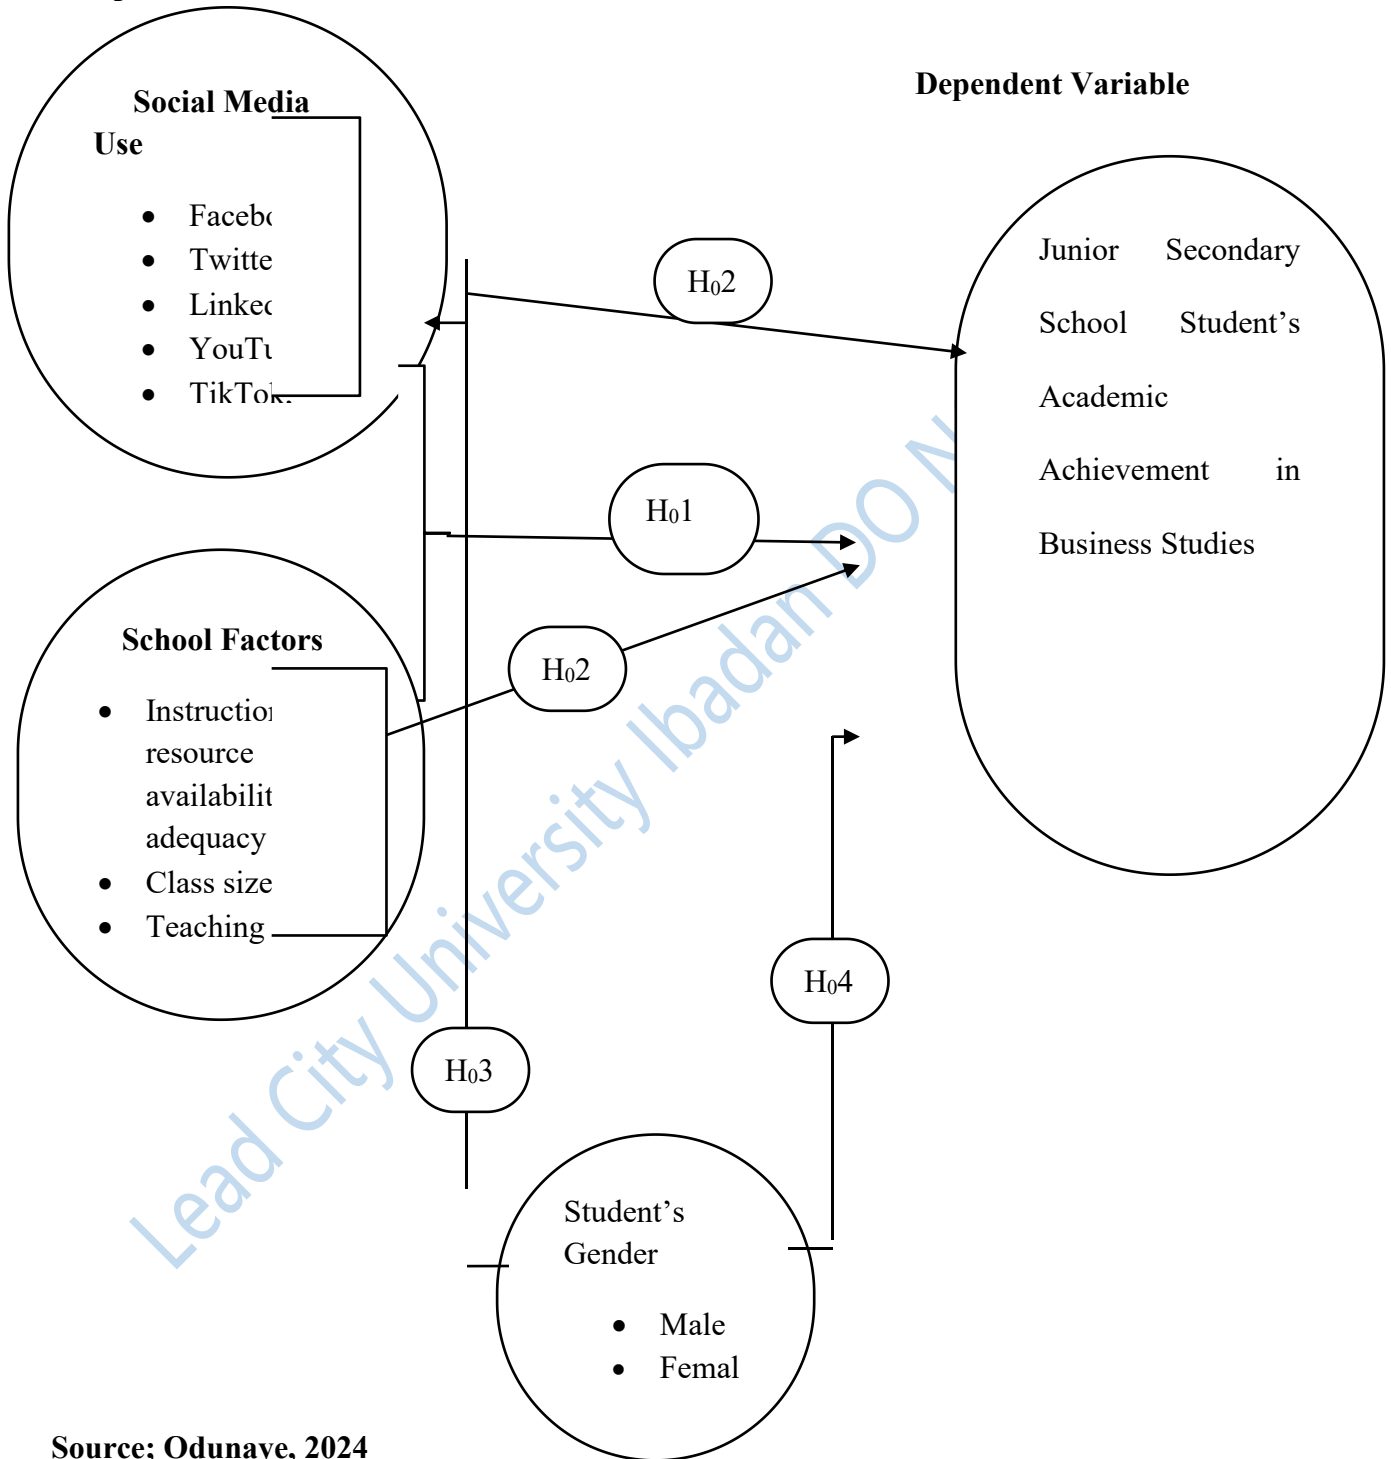 Dependent Variable
Social Media
Use
• Facebo
• Twitte
• Linked
• YouTu
• TikTok
Junior Secondary
School Student’s
Academic
Achievement in
Business Studies
H₀2
H₀1
H₀2
School Factors
• Instruction
resource
availabilit
adequacy
• Class size
• Teaching
H₀4
H₀3
Student’s
Gender
• Male
• Femal
Lead City University Ibadan DO N
Source; Odunaye, 2024